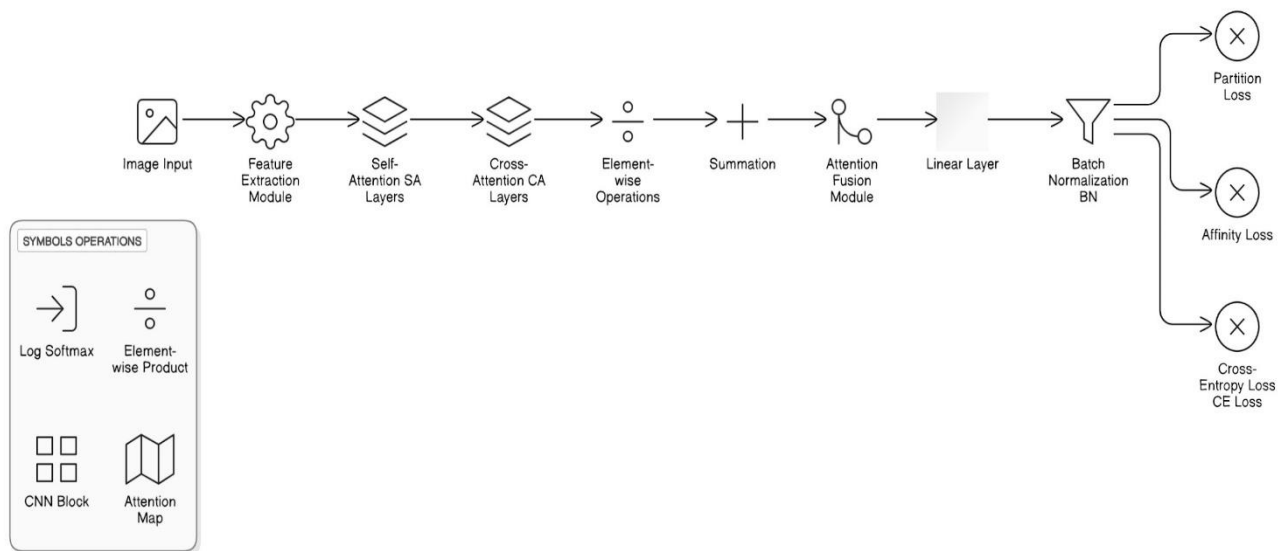 Partition
Loss
Image Input
Feature
Extraction
Module
Self-
Attention SA
Layers
Cross-
Attention CA
Layers
Element-
wise
Operations
Summation
Attention
Fusion
Module
Linear Layer
Batch
Normalization
BN
Affinity Loss
Cross-
Entropy Loss
CE Loss
SYMBOLS OPERATIONS
Log Softmax
Element-
wise Product
CNN Block
Attention
Map